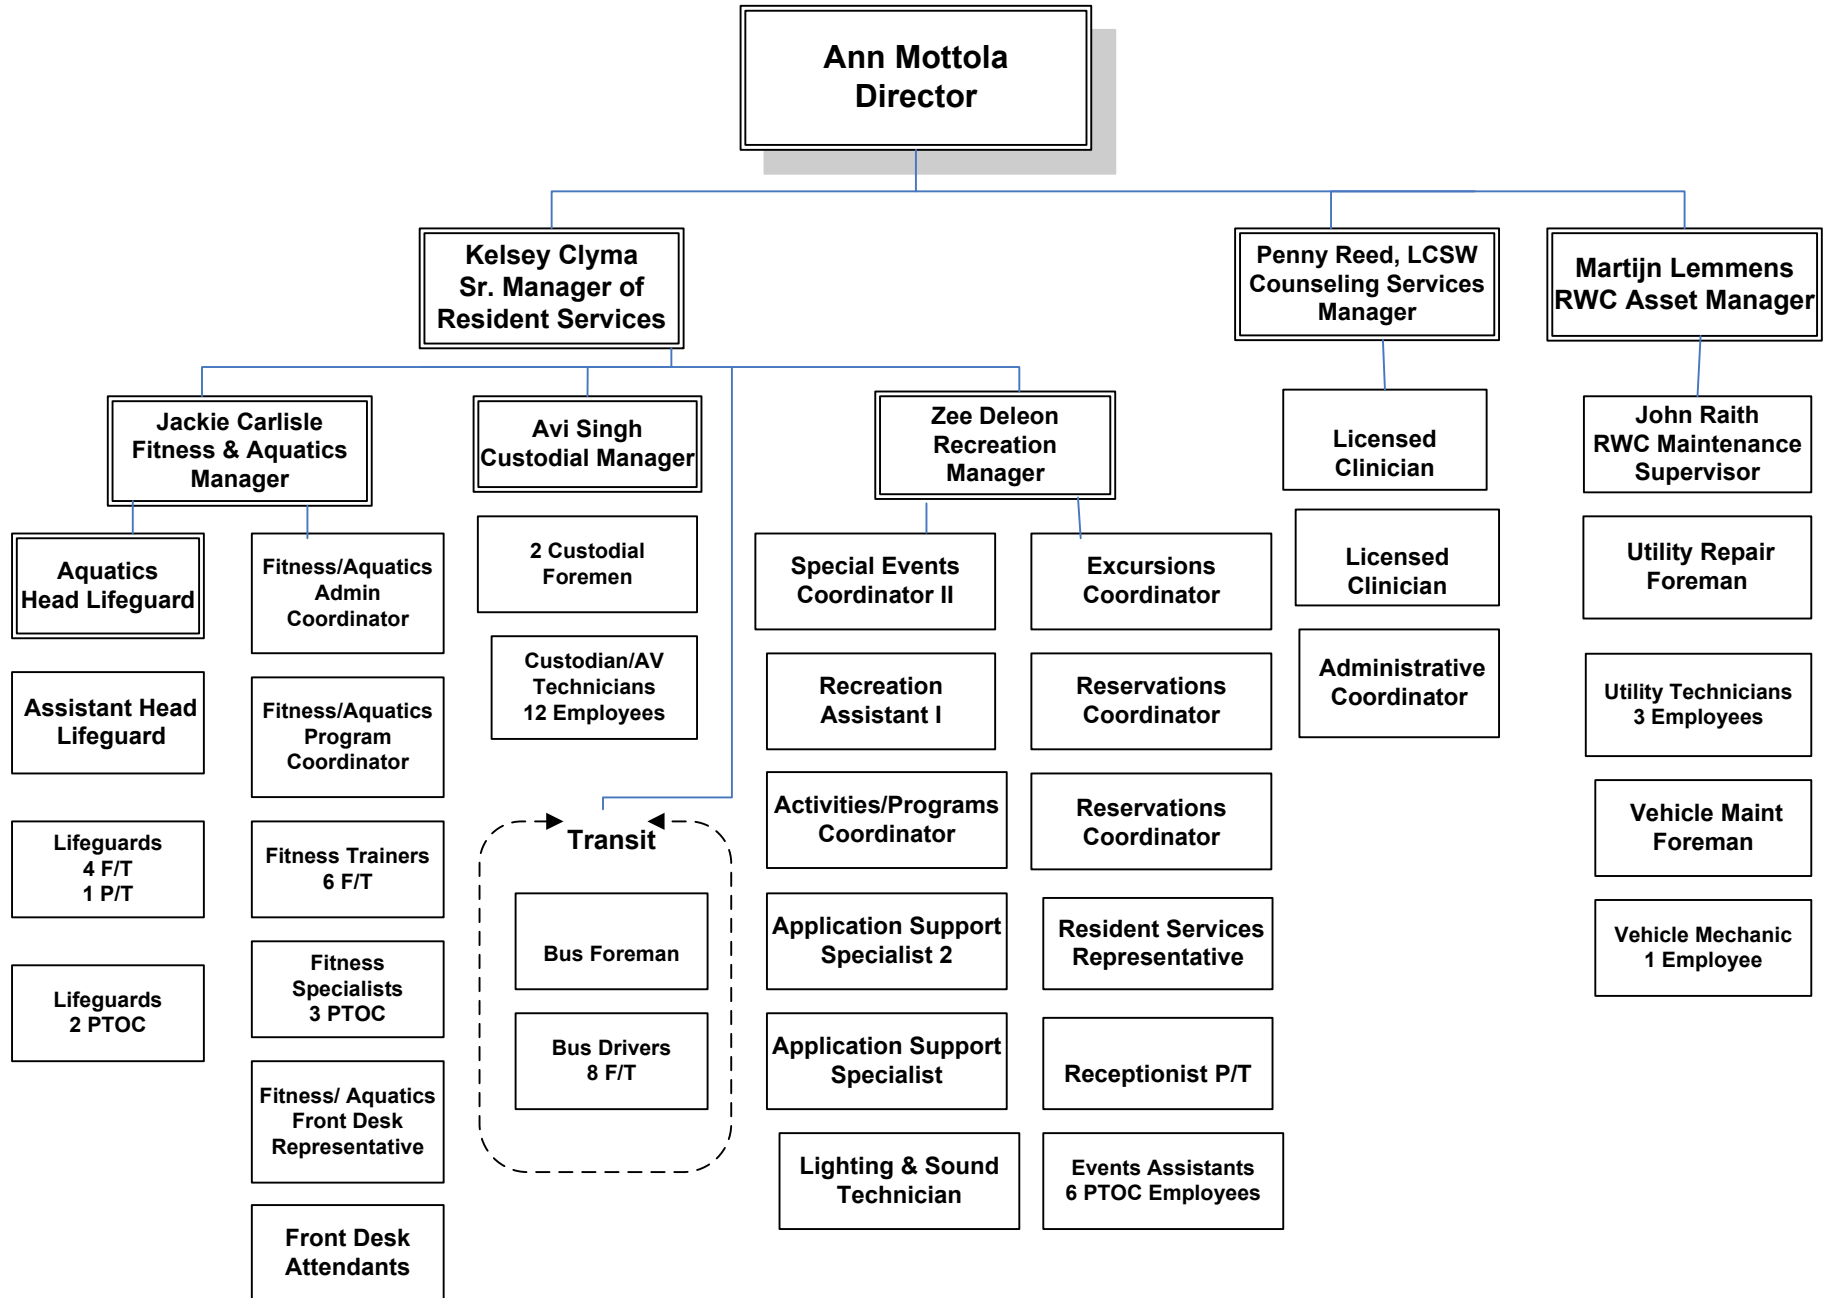 Ann Mottola
Director
Kelsey Clyma
Sr. Manager of
Resident Services
Penny Reed, LCSW
Counseling Services
Manager
Martijn Lemmens
RWC Asset Manager
Jackie Carlisle
Fitness & Aquatics
Manager
Avi Singh
Custodial Manager
Zee Deleon
Recreation
Manager
Licensed
Clinician
John Raith
RWC Maintenance
Supervisor
Aquatics
Head Lifeguard
Fitness/Aquatics
Admin
Coordinator
2 Custodial
Foremen
Special Events
Coordinator II
Excursions
Coordinator
Licensed
Clinician
Utility Repair
Foreman
Assistant Head
Lifeguard
Fitness/Aquatics
Program
Coordinator
Custodian/AV
Technicians
12 Employees
Recreation
Assistant I
Reservations
Coordinator
Administrative
Coordinator
Utility Technicians
3 Employees
Lifeguards
4 F/T
1 P/T
Fitness Trainers
6 F/T
Transit
Activities/Programs
Coordinator
Reservations
Coordinator
Vehicle Maint
Foreman
Lifeguards
2 PTOC
Fitness
Specialists
3 PTOC
Bus Foreman
Application Support
Specialist 2
Resident Services
Representative
Vehicle Mechanic
1 Employee
Fitness/ Aquatics
Front Desk
Representative
Bus Drivers
8 F/T
Application Support
Specialist
Receptionist P/T
Front Desk
Attendants
Lighting & Sound
Technician
Events Assistants
6 PTOC Employees